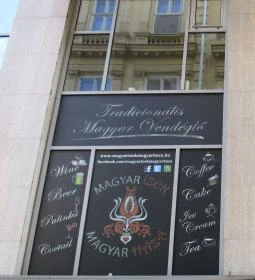 Tradicionális
Magyar Vendéglő
www.magyarizekmagyarhaza.hu
facebook.com/magyarizekmagyarhaza
Wine
Beer
Palinka
Coctail
MAGYAR ÍZEK
MAGYAR HÁZA
Coffee
Cake
Ice
Cream
Tea